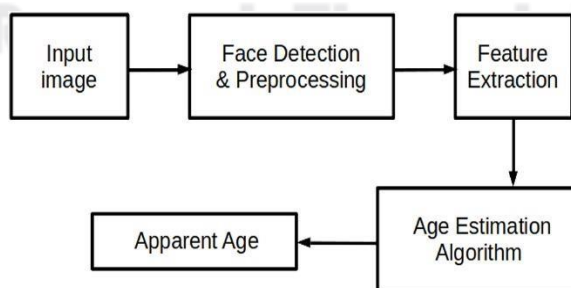 Input
image
Face Detection
& Preprocessing
Feature
Extraction
Age Estimation
Algorithm
Apparent Age